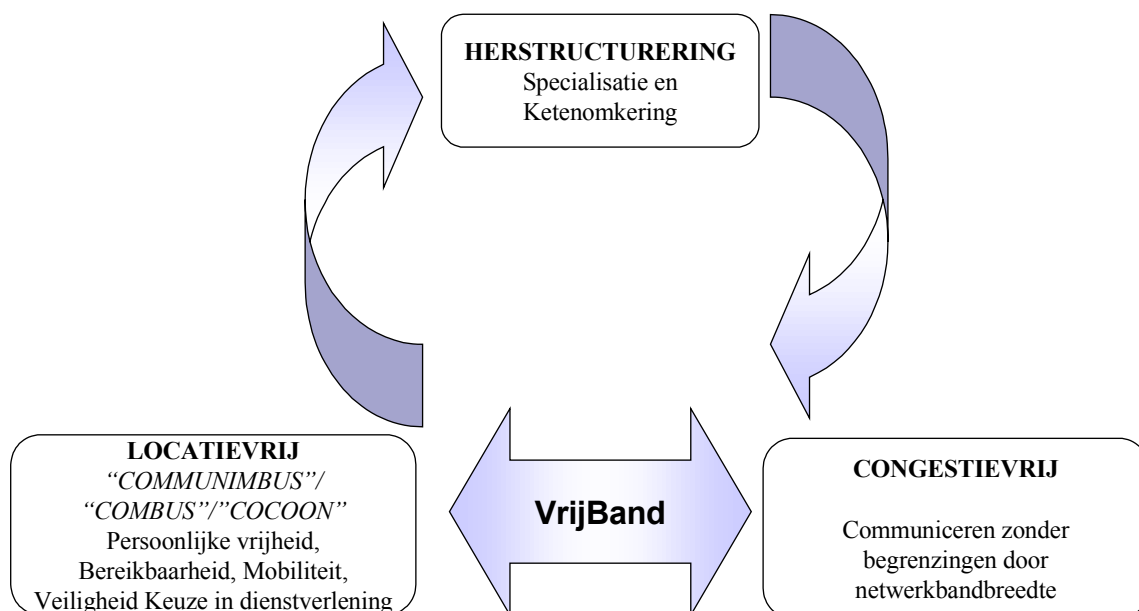 HERSTRUCTURERING
Specialisatie en
Ketenomkering
LOCATIEVRIJ
“COMMUNIMBUS”/
“COMBUS”/”COCOON”
Persoonlijke vrijheid,
Bereikbaarheid, Mobiliteit,
Veiligheid Keuze in dienstverlening
VrijBand
CONGESTIEVRIJ
Communiceren zonder
begrenzingen door
netwerkbandbreedte